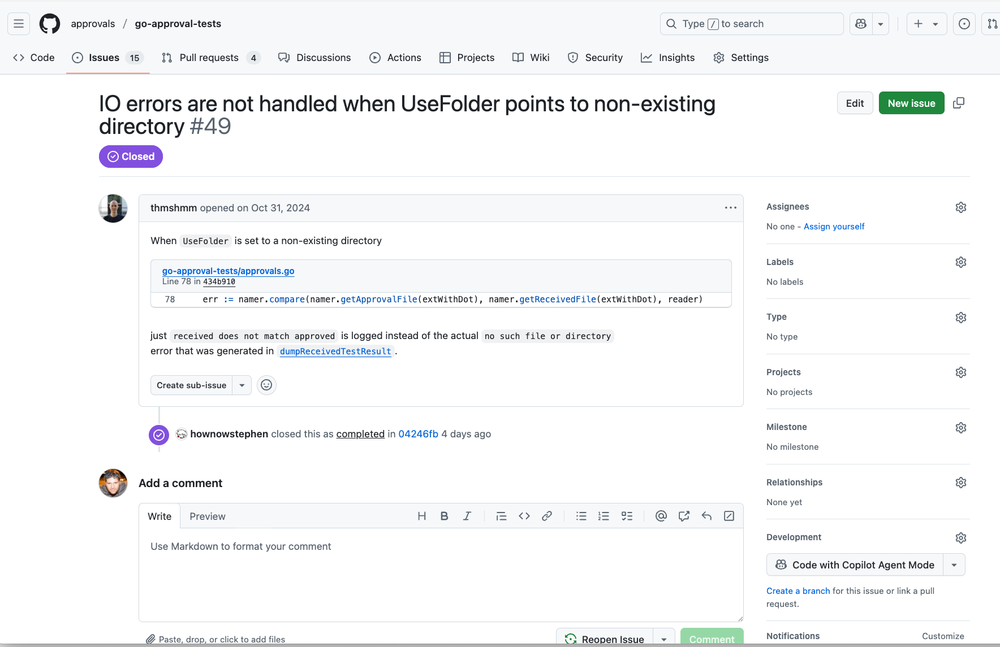 approvals / go-approval-tests
Type / to search
Code
Issues 15
Pull requests 4
Discussions
Actions
Projects
Wiki
Security
Insights
Settings
IO errors are not handled when UseFolder points to non-existing
directory #49
Edit
New issue
Closed
thmshmm opened on Oct 31, 2024
When UseFolder is set to a non-existing directory
go-approval-tests/approvals.go
Line 78 in 434b910
78 err := namer.compare(namer.getApprovalFile(extWithDot), namer.getReceivedFile(extWithDot), reader)
just received does not match approved is logged instead of the actual no such file or directory
error that was generated in dumpReceivedTestResult.
Create sub-issue
hownowstephen closed this as completed in 04246fb 4 days ago
Add a comment
Write
Preview
Use Markdown to format your comment
Paste, drop, or click to add files
Reopen Issue
Comment
Assignees
No one - Assign yourself
Labels
No labels
Type
No type
Projects
No projects
Milestone
No milestone
Relationships
None yet
Development
Code with Copilot Agent Mode
Create a branch for this issue or link a pull
request.
Notifications
Customize